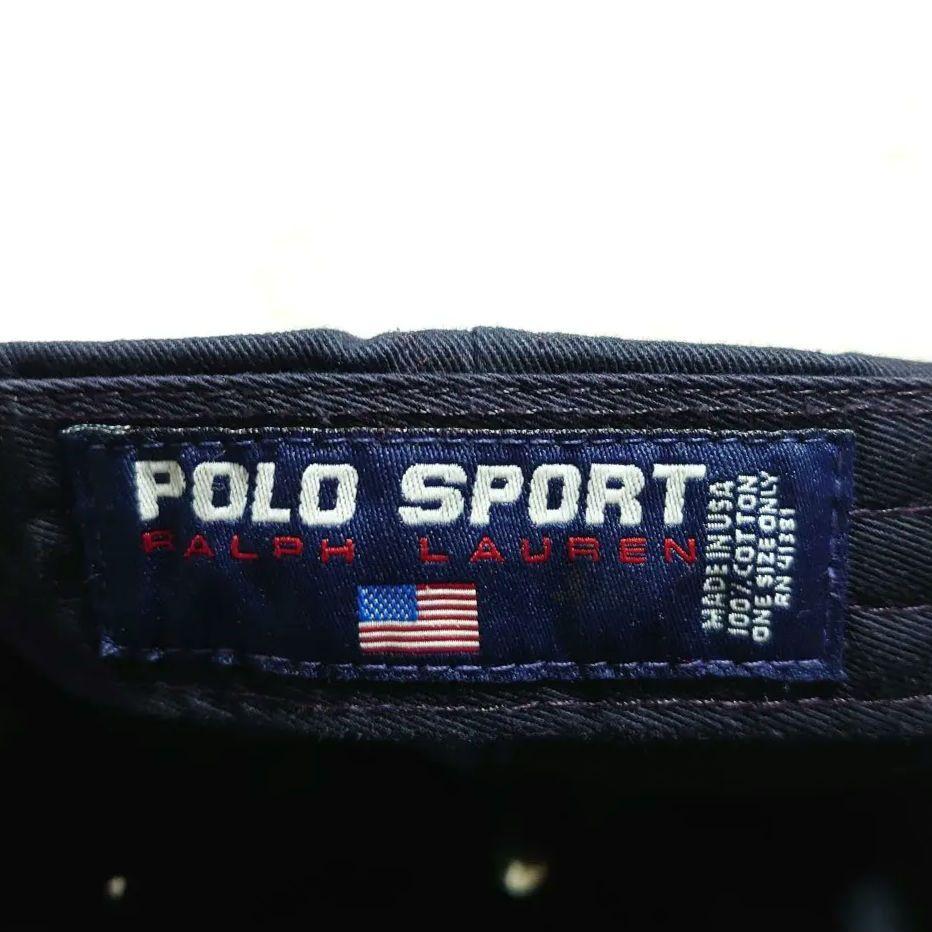 POLO SPORT
RALPH LAUREN
MADE IN USA
100% COTTON
ONE SIZE ONLY
RN 41381